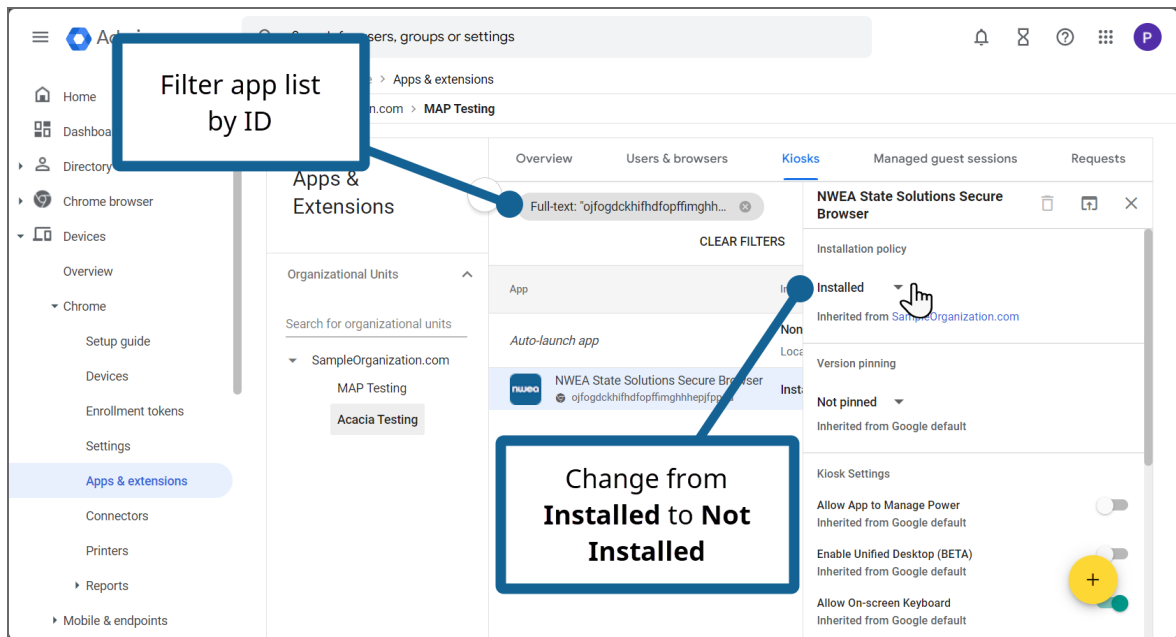 sers, groups or settings
P
Filter app list
by ID
Apps & extensions
n.com > MAP Testing
Home
Directory
Chrome browser
Devices
Overview
Chrome
Setup guide
Devices
Enrollment tokens
Settings
Apps & extensions
Connectors
Printers
Reports
Mobile & endpoints
Apps &
Extensions
Organizational Units
Search for organizational units
SampleOrganization.com
MAP Testing
Acacia Testing
Overview Users & browsers Kiosks Managed guest sessions Requests
Full-text: "ojfogdckhifhdfopffimghh...
CLEAR FILTERS
App
Auto-launch app
Non
Loca
nwea
NWEA State Solutions Secure Browser
Insta
Change from
Installed to Not
Installed
NWEA State Solutions Secure
Browser
Installation policy
Installed
Inherited from SampleOrganization.com
Version pinning
Not pinned
Inherited from Google default
Kiosk Settings
Allow App to Manage Power
Inherited from Google default
Enable Unified Desktop (BETA)
Inherited from Google default
Allow On-screen Keyboard
Inherited from Google default
+